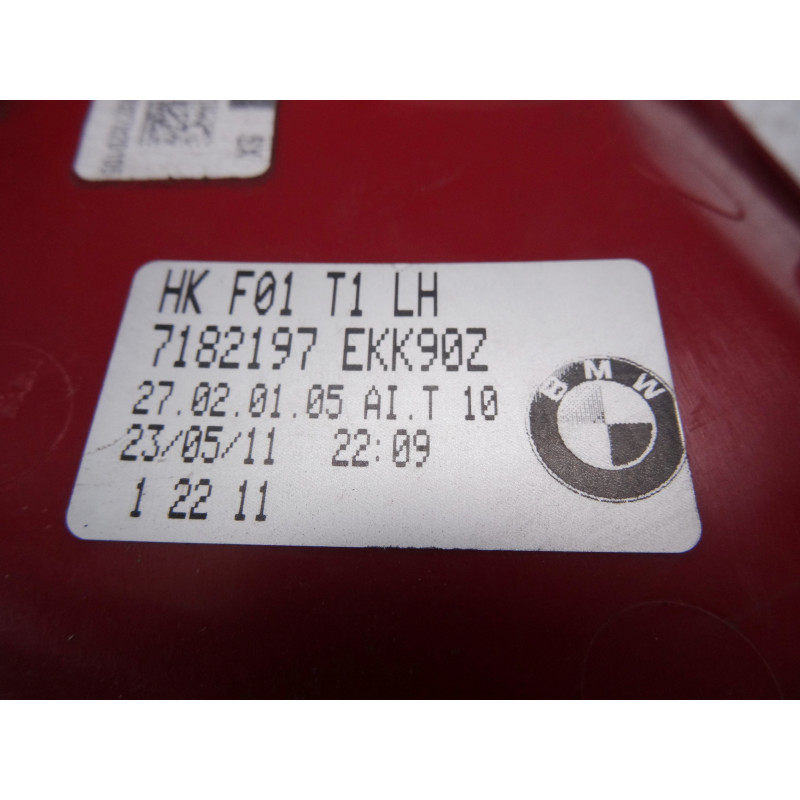 SX
HK F01 T1 LH
7182197 EKK90Z
27.02.01.05 AI.T 10
23/05/11 22:09
1 22 11
BMW